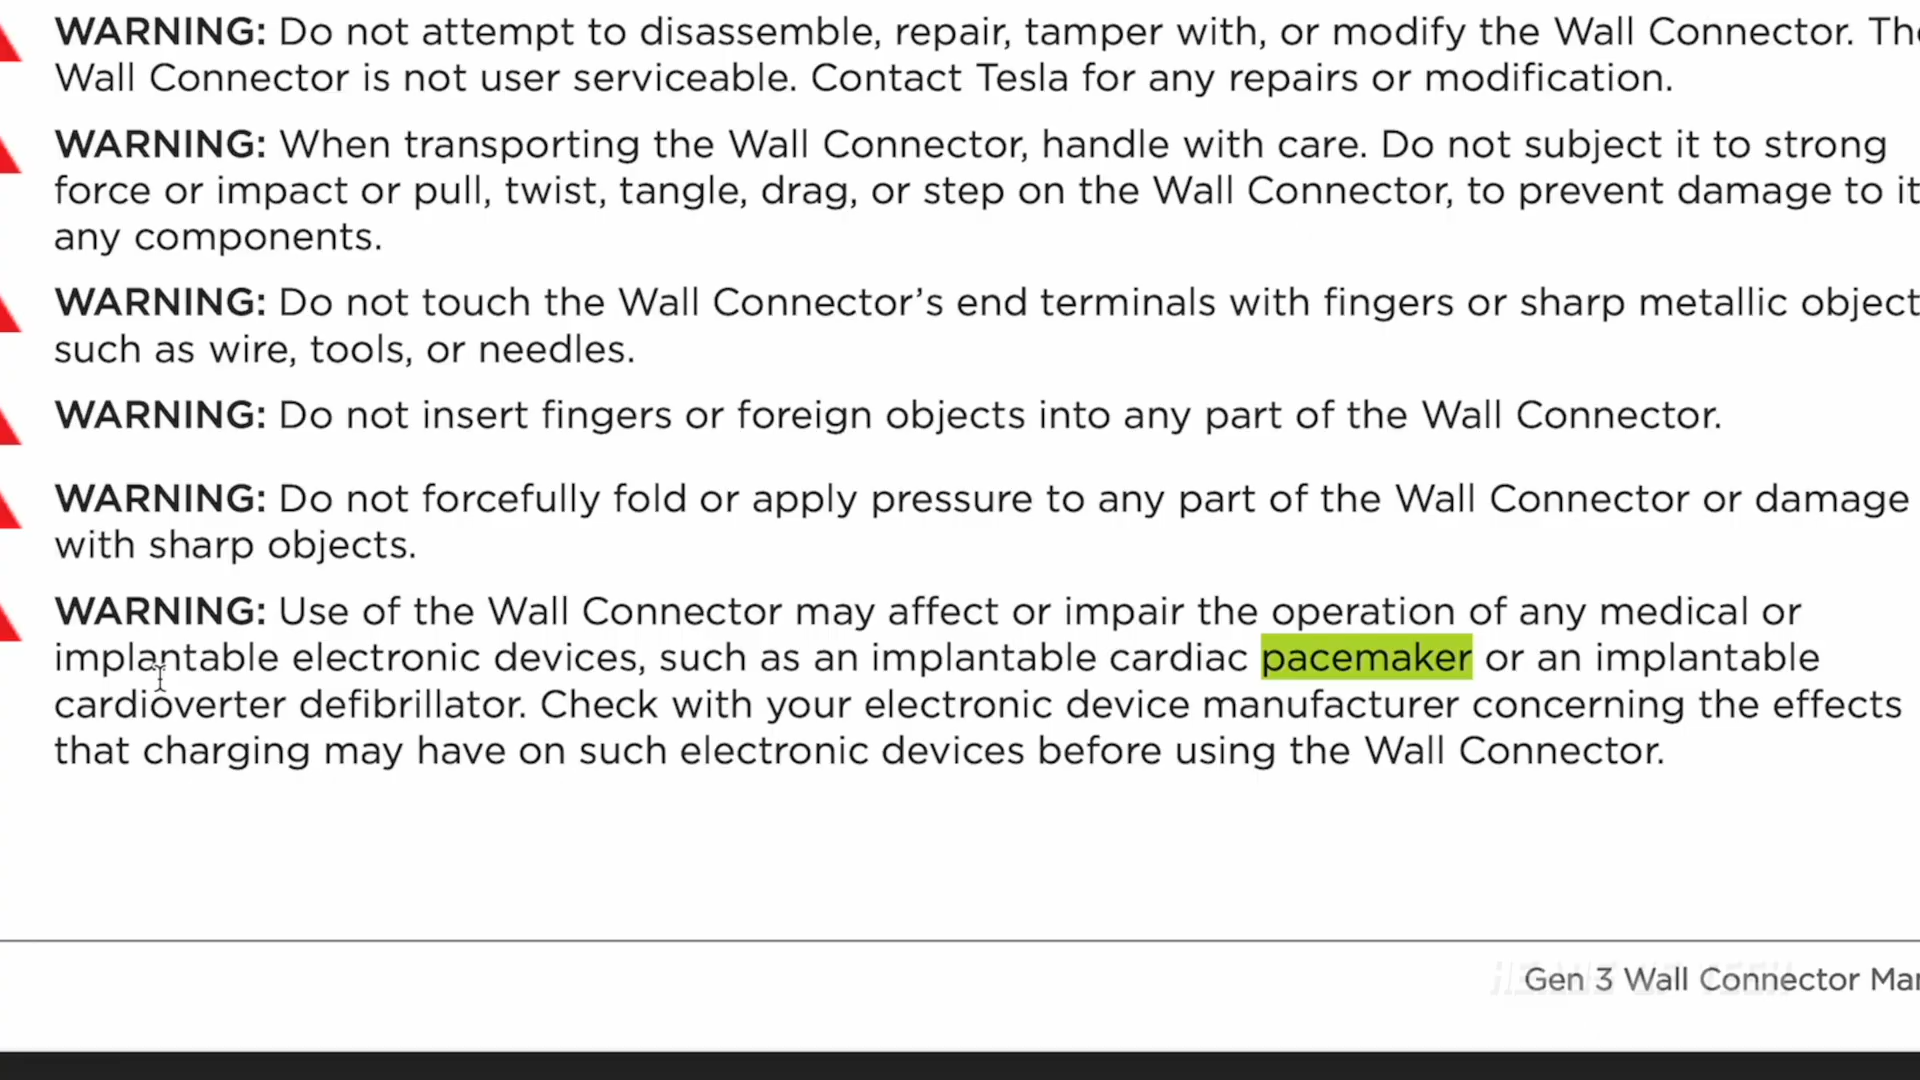 WARNING: Do not attempt to disassemble, repair, tamper with, or modify the Wall Connector. The
Wall Connector is not user serviceable. Contact Tesla for any repairs or modification.
WARNING: When transporting the Wall Connector, handle with care. Do not subject it to strong
force or impact or pull, twist, tangle, drag, or step on the Wall Connector, to prevent damage to it
any components.
WARNING: Do not touch the Wall Connector’s end terminals with fingers or sharp metallic object
such as wire, tools, or needles.
WARNING: Do not insert fingers or foreign objects into any part of the Wall Connector.
WARNING: Do not forcefully fold or apply pressure to any part of the Wall Connector or damage
with sharp objects.
WARNING: Use of the Wall Connector may affect or impair the operation of any medical or
implantable electronic devices, such as an implantable cardiac pacemaker or an implantable
cardioverter defibrillator. Check with your electronic device manufacturer concerning the effects
that charging may have on such electronic devices before using the Wall Connector.
Gen 3 Wall Connector Mar